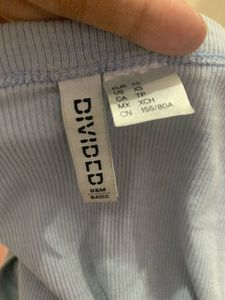 DIVIDED
H&M
BASIC
EUR XS
US XS
CA TP
MX XCH
CN 155/80A